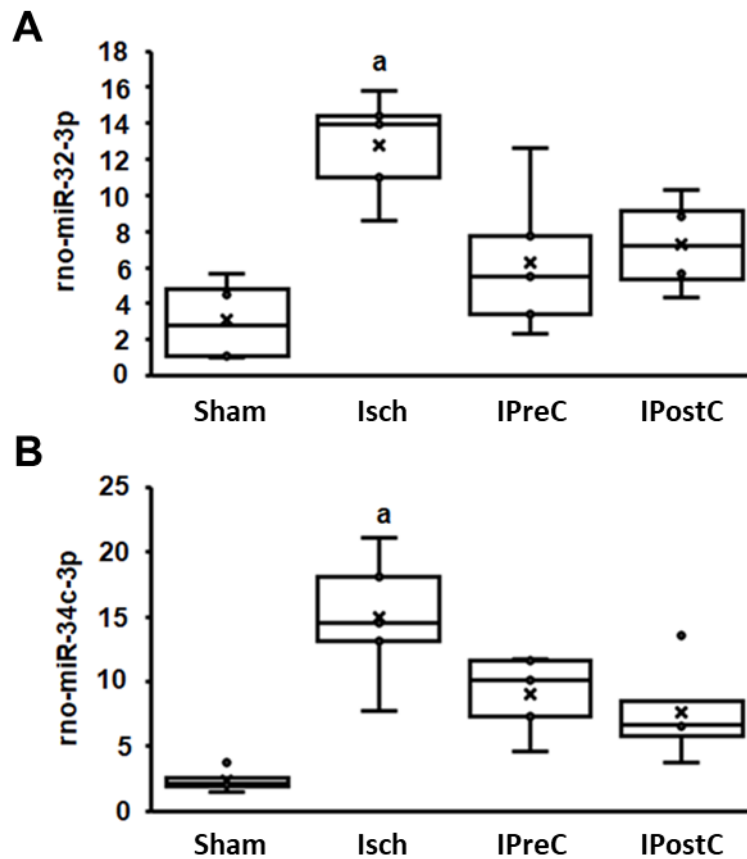 A
rno-miR-32-3p
18
16
14
12
10
8
6
4
2
0
a
Sham Isch IPreC IPostC
B
rno-miR-34c-3p
25
20
15
10
5
0
a
Sham Isch IPreC IPostC